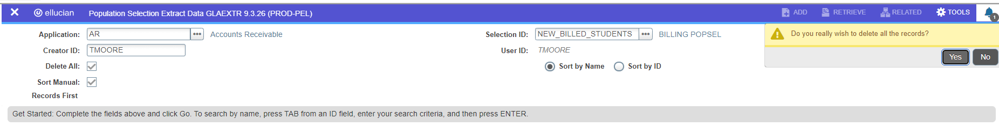 ellucian Population Selection Extract Data GLAEXTR 9.3.26 (PROD-PEL) ADD RETRIEVE RELATED TOOLS 1
Application: AR Accounts Receivable Selection ID: NEW_BILLED_STUDENTS BILLING POPSEL Do you really wish to delete all the records?
Creator ID: TMOORE User ID: TMOORE Yes No
Delete All: Sort by Name Sort by ID
Sort Manual:
Records First
Get Started: Complete the fields above and click Go. To search by name, press TAB from an ID field, enter your search criteria, and then press ENTER.